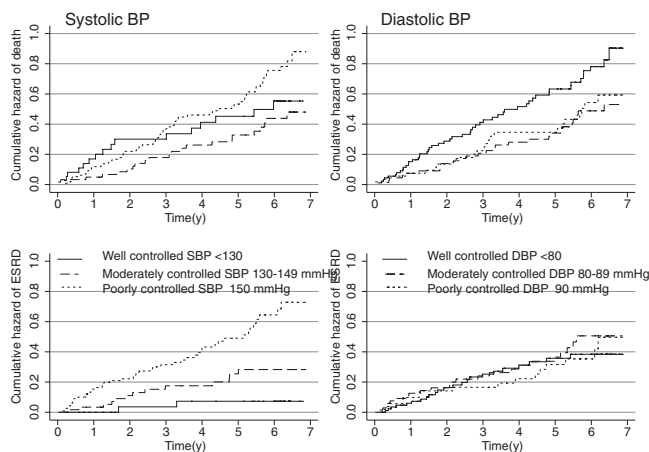 Systolic BP
Diastolic BP
Cumulative hazard of death
1.0
0.8
0.6
0.4
0.2
0.0
0 1 2 3 4 5 6 7
Time(y)
Cumulative hazard of death
1.0
0.8
0.6
0.4
0.2
0.0
0 1 2 3 4 5 6 7
Time(y)
Cumulative hazard of ESRD
1.0
0.8
0.6
0.4
0.2
0.0
Well controlled SBP <130
Moderately controlled SBP 130-149 mmHg
Poorly controlled SBP 150 mmHg
0 1 2 3 4 5 6 7
Time(y)
Cumulative hazard of ESRD
1.0
0.8
0.6
0.4
0.2
0.0
Well controlled DBP <80
Moderately controlled DBP 80-89 mmHg
Poorly controlled DBP 90 mmHg
0 1 2 3 4 5 6 7
Time(y)